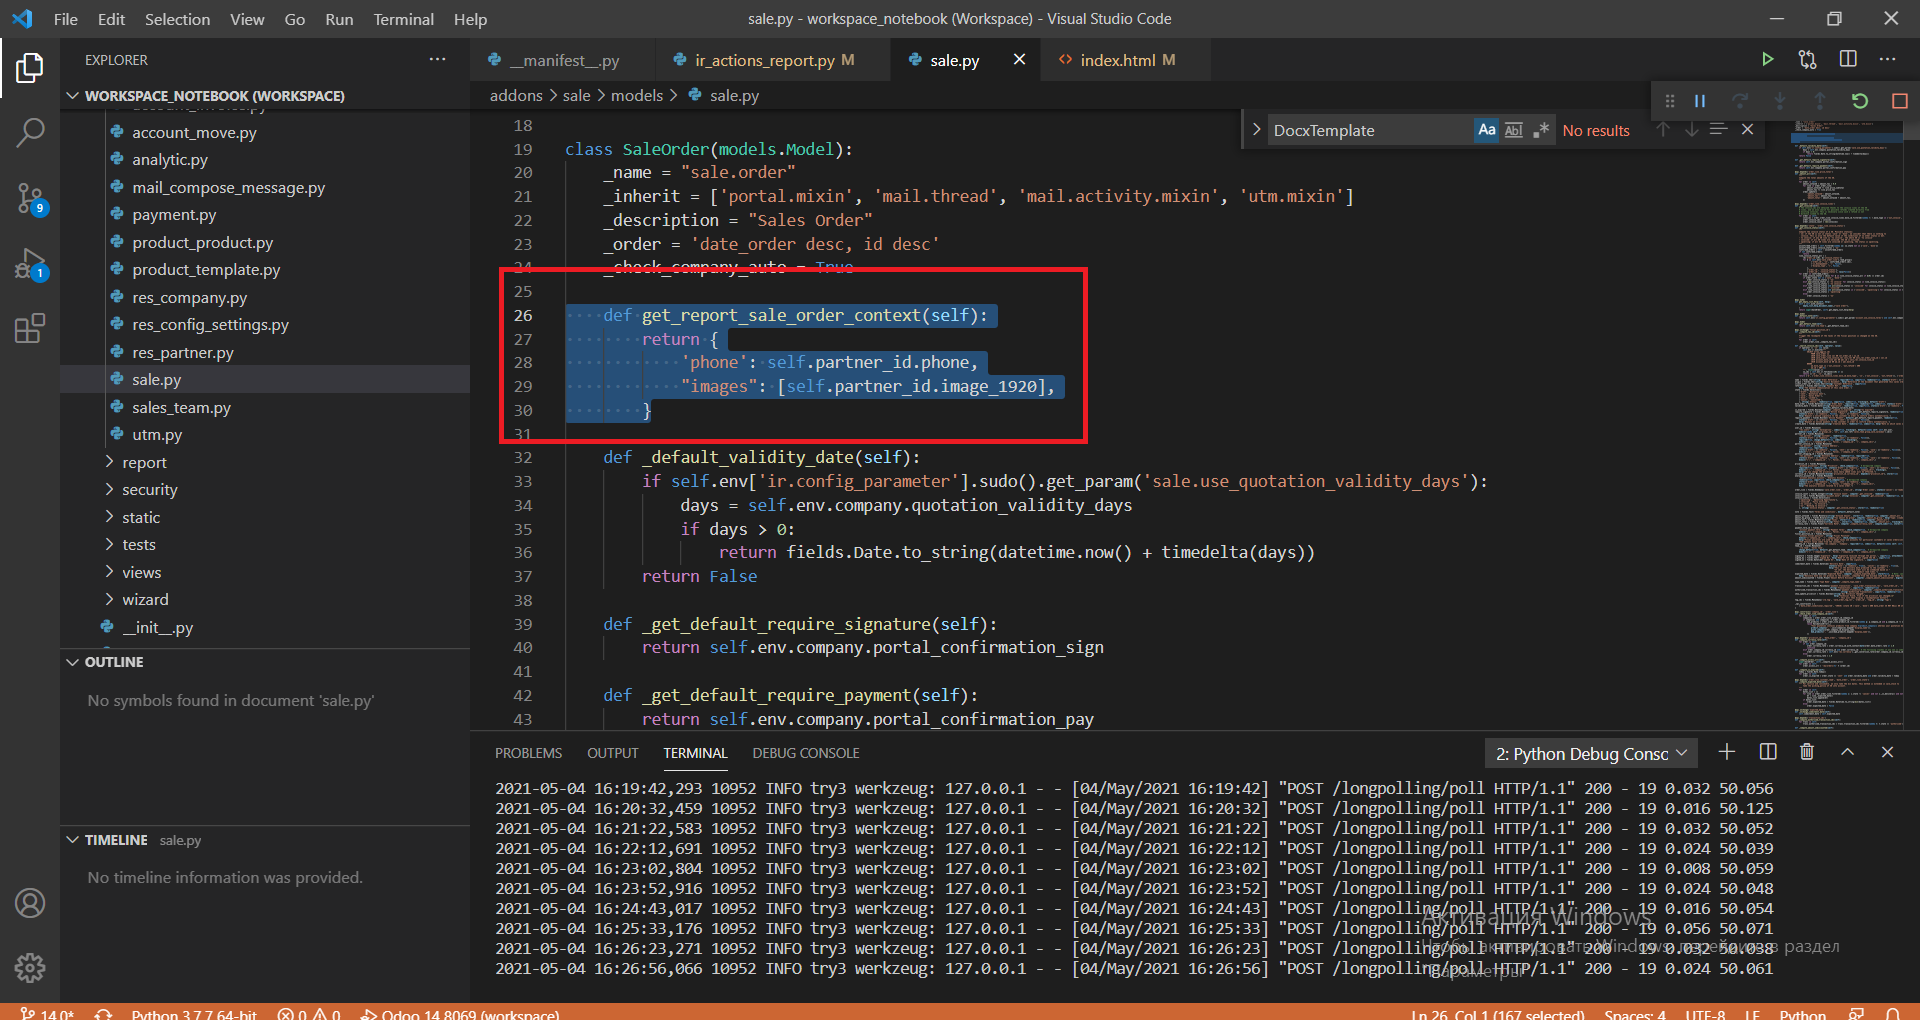 File Edit Selection View Go Run Terminal Help
sale.py - workspace_notebook (Workspace) - Visual Studio Code
EXPLORER
__manifest__.py
ir_actions_report.py M
sale.py
index.html M
WORKSPACE_NOTEBOOK (WORKSPACE)
addons > sale > models > sale.py
account_move.py
analytic.py
mail_compose_message.py
payment.py
product_product.py
product_template.py
res_company.py
res_config_settings.py
res_partner.py
sale.py
sales_team.py
utm.py
report
security
static
tests
views
wizard
__init__.py
9
1
DocxTemplate
Aa
Abl
No results
18
19 class SaleOrder(models.Model):
20 _name = "sale.order"
21 _inherit = ['portal.mixin', 'mail.thread', 'mail.activity.mixin', 'utm.mixin']
22 _description = "Sales Order"
23 _order = 'date_order desc, id desc'
24 _check_company_auto = True
25
26 def get_report_sale_order_context(self):
27 return {
28 'phone': self.partner_id.phone,
29 "images": [self.partner_id.image_1920],
30 }
31
32 def _default_validity_date(self):
33 if self.env['ir.config_parameter'].sudo().get_param('sale.use_quotation_validity_days'):
34 days = self.env.company.quotation_validity_days
35 if days > 0:
36 return fields.Date.to_string(datetime.now() + timedelta(days))
37 return False
38
39 def _get_default_require_signature(self):
40 return self.env.company.portal_confirmation_sign
41
42 def _get_default_require_payment(self):
43 return self.env.company.portal_confirmation_pay
OUTLINE
No symbols found in document 'sale.py'
TIMELINE sale.py
No timeline information was provided.
PROBLEMS OUTPUT TERMINAL DEBUG CONSOLE
2: Python Debug Consc
2021-05-04 16:19:42,293 10952 INFO try3 werkzeug: 127.0.0.1 - - [04/May/2021 16:19:42] "POST /longpolling/poll HTTP/1.1" 200 - 19 0.032 50.056
2021-05-04 16:20:32,459 10952 INFO try3 werkzeug: 127.0.0.1 - - [04/May/2021 16:20:32] "POST /longpolling/poll HTTP/1.1" 200 - 19 0.016 50.125
2021-05-04 16:21:22,583 10952 INFO try3 werkzeug: 127.0.0.1 - - [04/May/2021 16:21:22] "POST /longpolling/poll HTTP/1.1" 200 - 19 0.032 50.052
2021-05-04 16:22:12,691 10952 INFO try3 werkzeug: 127.0.0.1 - - [04/May/2021 16:22:12] "POST /longpolling/poll HTTP/1.1" 200 - 19 0.024 50.039
2021-05-04 16:23:02,804 10952 INFO try3 werkzeug: 127.0.0.1 - - [04/May/2021 16:23:02] "POST /longpolling/poll HTTP/1.1" 200 - 19 0.008 50.059
2021-05-04 16:23:52,916 10952 INFO try3 werkzeug: 127.0.0.1 - - [04/May/2021 16:23:52] "POST /longpolling/poll HTTP/1.1" 200 - 19 0.024 50.048
2021-05-04 16:24:43,017 10952 INFO try3 werkzeug: 127.0.0.1 - - [04/May/2021 16:24:43] "POST /longpolling/poll HTTP/1.1" 200 - 19 0.016 50.054
2021-05-04 16:25:33,176 10952 INFO try3 werkzeug: 127.0.0.1 - - [04/May/2021 16:25:33] "POST /longpolling/poll HTTP/1.1" 200 - 19 0.056 50.071
2021-05-04 16:26:23,271 10952 INFO try3 werkzeug: 127.0.0.1 - - [04/May/2021 16:26:23] "POST /longpolling/poll HTTP/1.1" 200 - 19 0.032 50.038
2021-05-04 16:26:56,066 10952 INFO try3 werkzeug: 127.0.0.1 - - [04/May/2021 16:26:56] "POST /longpolling/poll HTTP/1.1" 200 - 19 0.024 50.061
Активация Windows
Чтобы активировать Windows, перейдите в раздел
"Параметры"
14.0* Python 3.7.7 64-bit 0 0 Odoo 14 8069 (workspace)
Ln 26, Col 1 (167 selected) Spaces: 4 UTF-8 LF Python